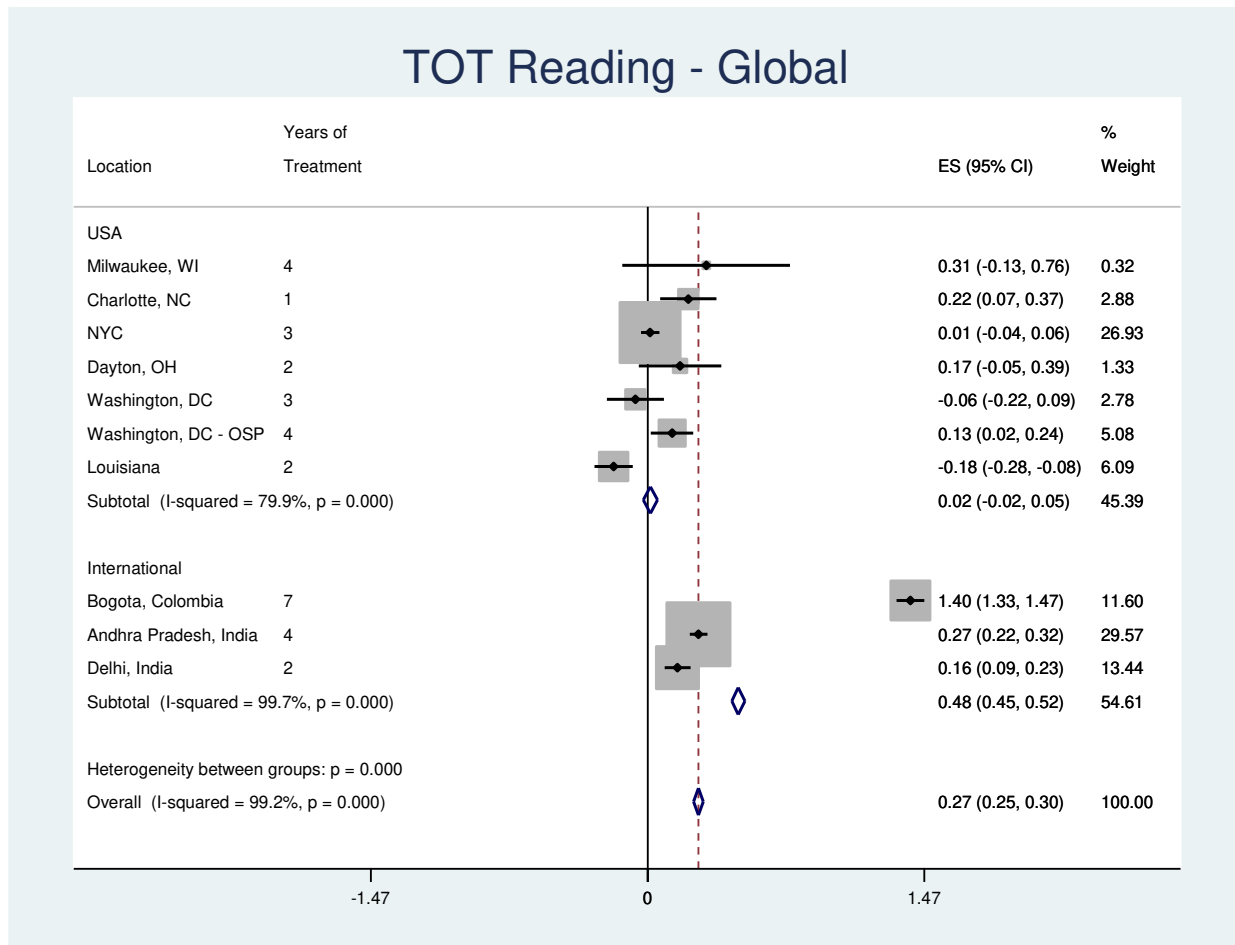 TOT Reading - Global
Years of %
Location Treatment ES (95% CI) Weight
USA
Milwaukee, WI 4 0.31 (-0.13, 0.76) 0.32
Charlotte, NC 1 0.22 (0.07, 0.37) 2.88
NYC 3 0.01 (-0.04, 0.06) 26.93
Dayton, OH 2 0.17 (-0.05, 0.39) 1.33
Washington, DC 3 -0.06 (-0.22, 0.09) 2.78
Washington, DC - OSP 4 0.13 (0.02, 0.24) 5.08
Louisiana 2 -0.18 (-0.28, -0.08) 6.09
Subtotal (I-squared = 79.9%, p = 0.000) 0.02 (-0.02, 0.05) 45.39
International
Bogota, Colombia 7 1.40 (1.33, 1.47) 11.60
Andhra Pradesh, India 4 0.27 (0.22, 0.32) 29.57
Delhi, India 2 0.16 (0.09, 0.23) 13.44
Subtotal (I-squared = 99.7%, p = 0.000) 0.48 (0.45, 0.52) 54.61
Heterogeneity between groups: p = 0.000
Overall (I-squared = 99.2%, p = 0.000) 0.27 (0.25, 0.30) 100.00
-1.47 0 1.47